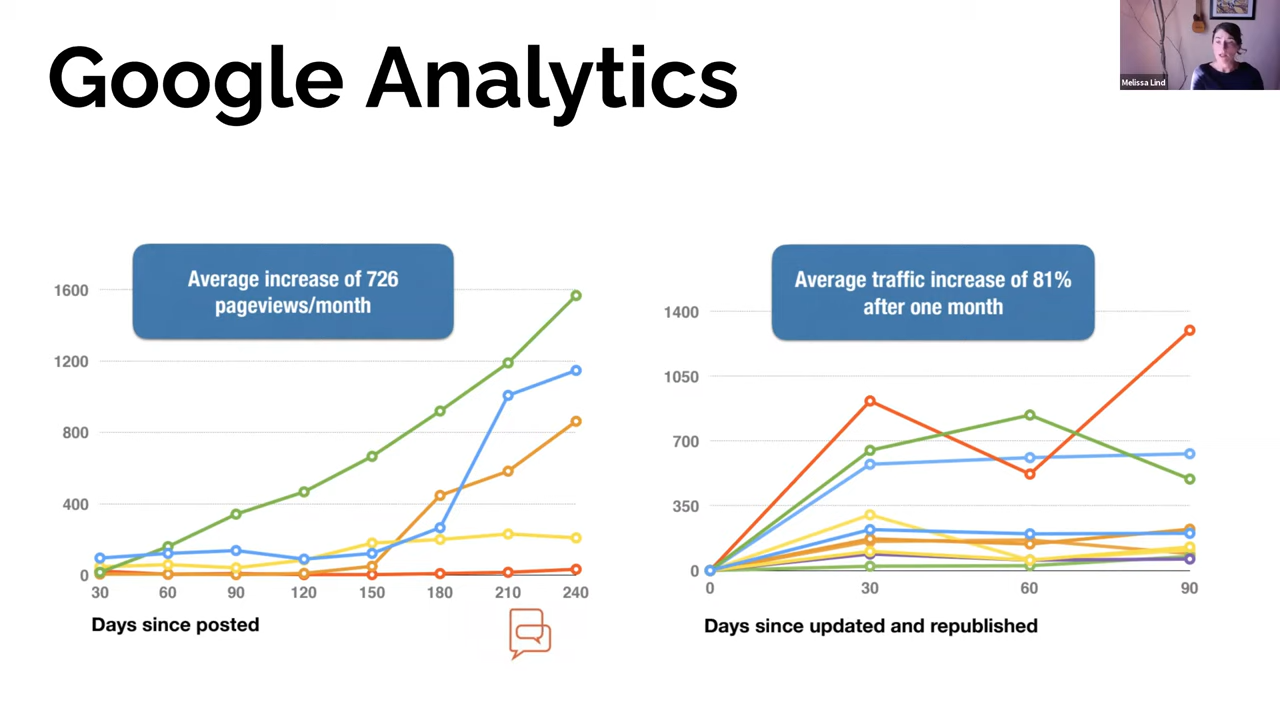 Google Analytics
Melissa Lind
Average increase of 726
pageviews/month
1600
1200
800
400
0
30 60 90 120 150 180 210 240
Days since posted
Average traffic increase of 81%
after one month
1400
1050
700
350
0
0 30 60 90
Days since updated and republished